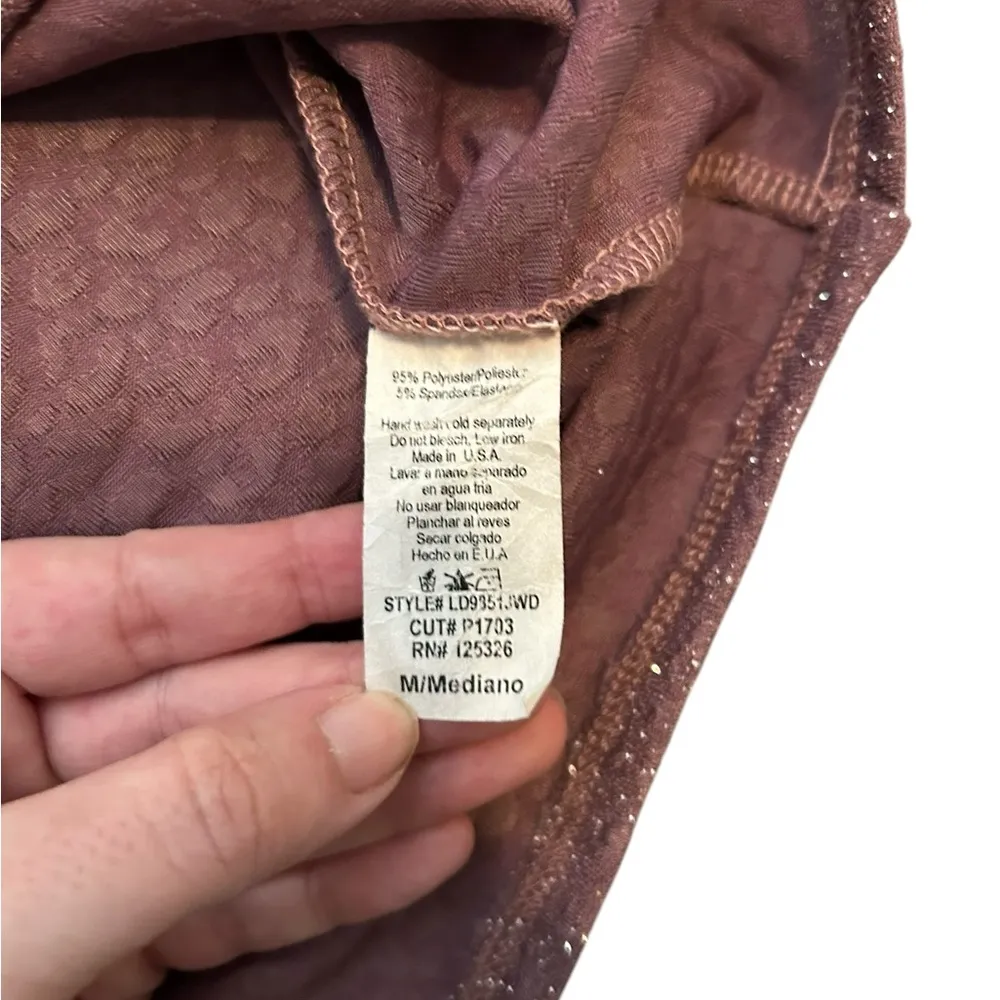 95% Polyester/Poliester
5% Spandex/Elastano
Hand wash cold separately
Do not bleach, Low iron
Made in U.S.A.
Lavar a mano separado
en agua fria
No usar blanqueador
Planchar al reves
Secar colgado
Hecho en E.U.A
STYLE#
CUT# P1703
RN# 125326
M/Mediano